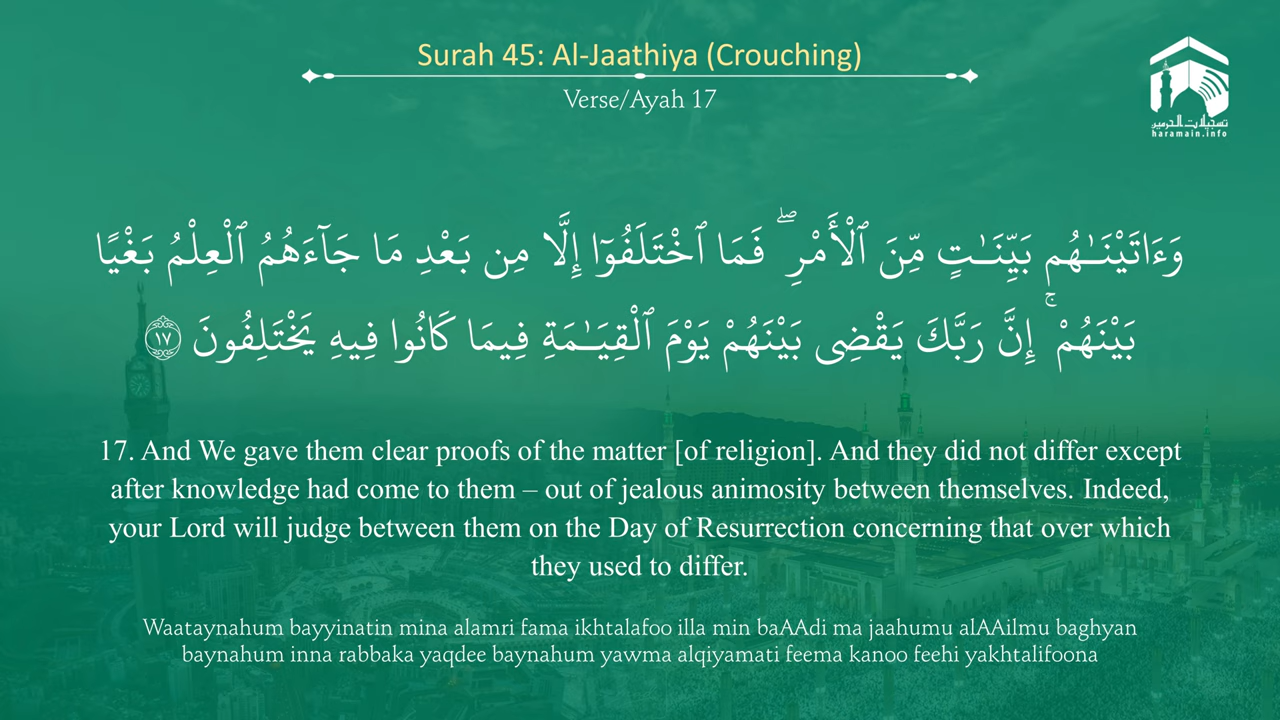 Surah 45: Al-Jaathiya (Crouching)
Verse/Ayah 17
تسجيلات الحرمين
haramain.info
وَءَاتَيْنَـٰهُم بَيِّنَـٰتٍ مِّنَ ٱلْأَمْرِ ۖ فَمَا ٱخْتَلَفُوٓا۟ إِلَّا مِن بَعْدِ مَا جَآءَهُمُ ٱلْعِلْمُ بَغْيًا
بَيْنَهُمْ ۚ إِنَّ رَبَّكَ يَقْضِى بَيْنَهُمْ يَوْمَ ٱلْقِيَـٰمَةِ فِيمَا كَانُوا۟ فِيهِ يَخْتَلِفُونَ ١٧
17. And We gave them clear proofs of the matter [of religion]. And they did not differ except
after knowledge had come to them – out of jealous animosity between themselves. Indeed,
your Lord will judge between them on the Day of Resurrection concerning that over which
they used to differ.
Waataynahum bayyinatin mina alamri fama ikhtalafoo illa min baAAdi ma jaahumu alAAilmu baghyan
baynahum inna rabbaka yaqdee baynahum yawma alqiyamati feema kanoo feehi yakhtalifoona